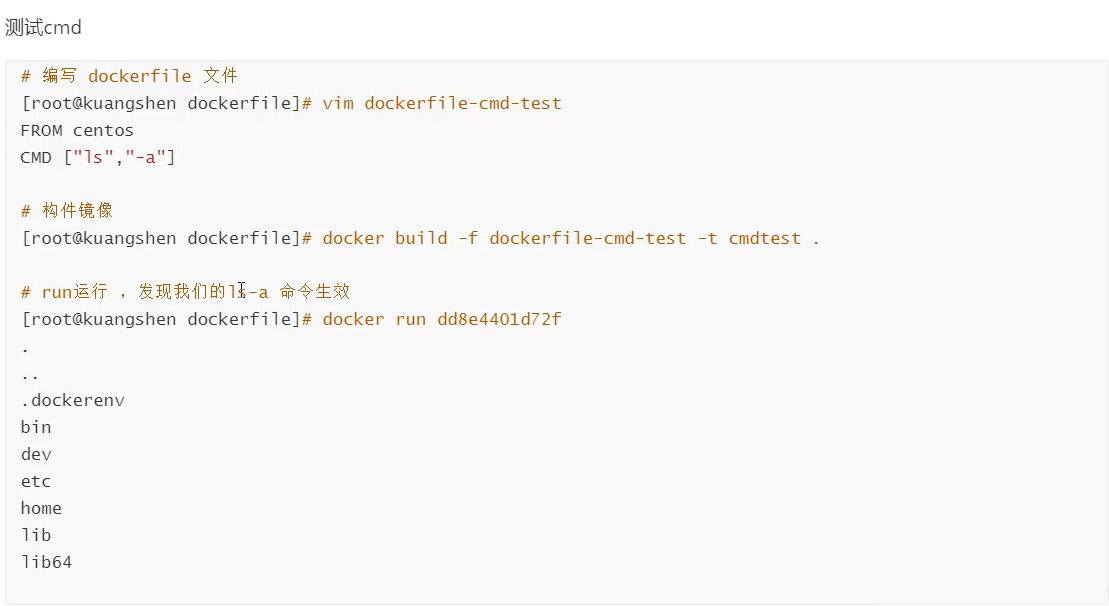 测试cmd
# 编写 dockerfile 文件
[root@kuangshen dockerfile]# vim dockerfile-cmd-test
FROM centos
CMD ["ls","-a"]
# 构件镜像
[root@kuangshen dockerfile]# docker build -f dockerfile-cmd-test -t cmdtest .
# run运行 ，发现我们的ls-a 命令生效
[root@kuangshen dockerfile]# docker run dd8e4401d72f
.
..
.dockerenv
bin
dev
etc
home
lib
lib64